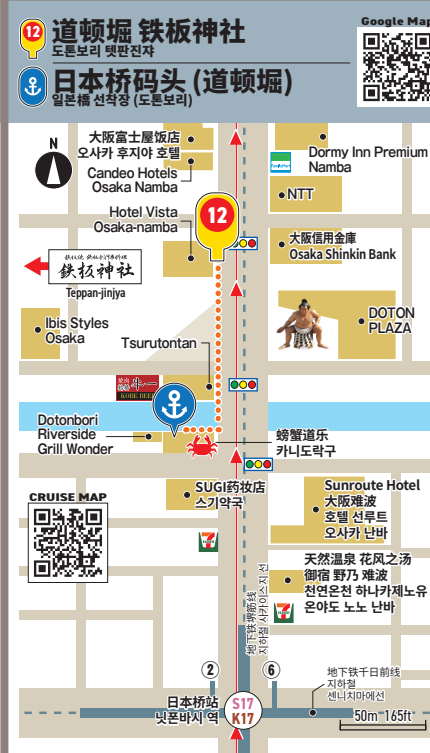 12 道顿堀 铁板神社
도톤보리 텟판진쟈
Google Map
日本桥码头 (道顿堀)
일본橋 선착장 (도톤보리)
N
大阪富士屋饭店
오사카 후지야 호텔
Candeo Hotels
Osaka Namba
FamilyMart
Dormy Inn Premium
Namba
NTT
Hotel Vista
Osaka-namba
12
大阪信用金庫
Osaka Shinkin Bank
鉄板神社
Teppan-jinjya
Ibis Styles
Osaka
DOTON
PLAZA
Tsurutontan
KOBE BEEF
Dotonbori
Riverside
Grill Wonder
螃蟹道乐
카니도락구
CRUISE MAP
SUGI药妆店
스기약국
Sunroute Hotel
大阪难波
호텔 선루트
오사카 난바
天然温泉 花风之汤
御宿 野乃 难波
천연온천 하나카제노유
온야도 노노 난바
地下铁堺筋线
지하철 사카이스지 선
②
⑥
地下铁千日前线
지하철
센니치마에선
日本桥站
닛폰바시 역
S17
K17
50m 165ft